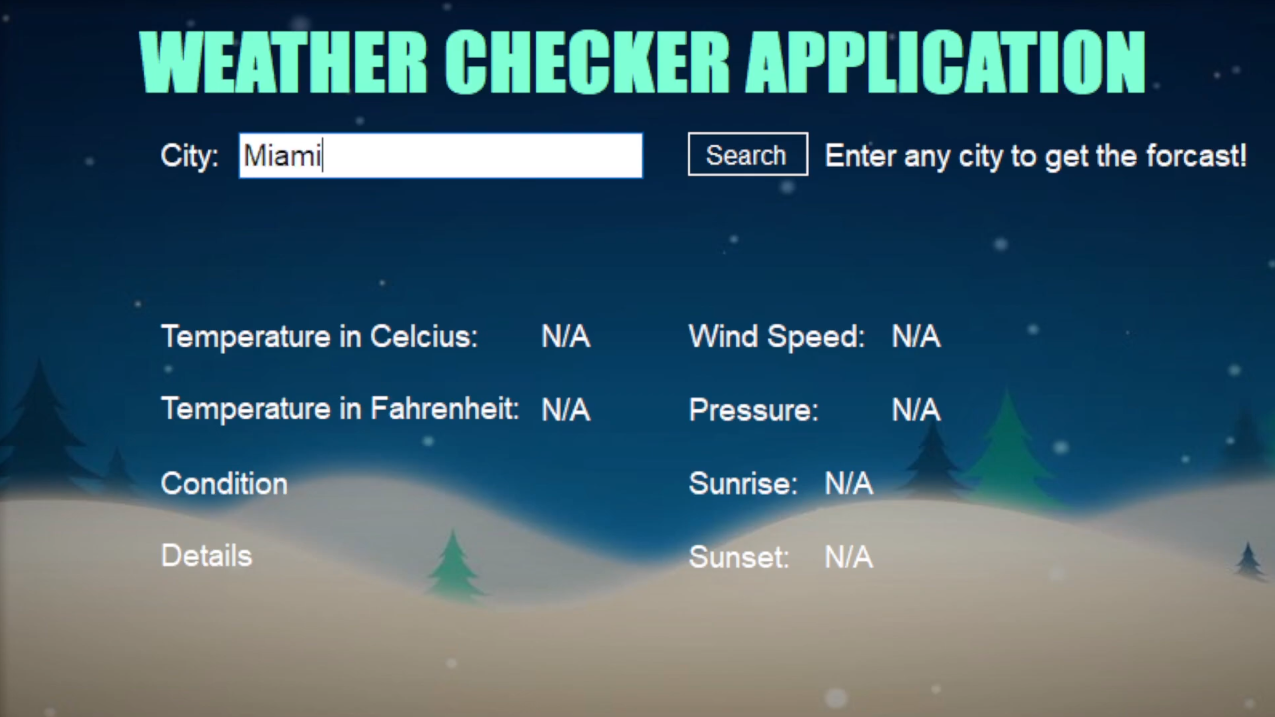 WEATHER CHECKER APPLICATION
City: Miami Search Enter any city to get the forcast!
Temperature in Celcius: N/A Wind Speed: N/A
Temperature in Fahrenheit: N/A Pressure: N/A
Condition Sunrise: N/A
Details Sunset: N/A